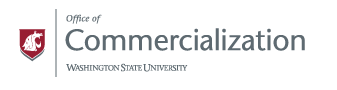 Office of
Commercialization
WASHINGTON STATE UNIVERSITY